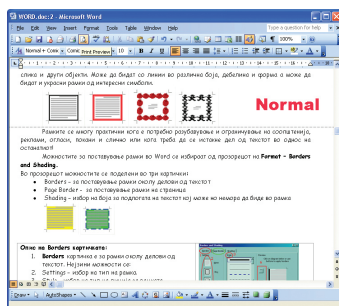 WORD.doc:2 - Microsoft Word
File Edit View Insert Format Tools Table Window Help
Type a question for help
Normal + Comic Comic Print Preview 10 B I U
100%
слика и други објекти. Може да бидат со линии во различна боја, дебелина и форма а може да
бидат и украсни рамки од интересни симболи.
Normal
Рамките се многу практични кога е потребно разубавување и ограничување на соопштенија,
реклами, огласи, покани и слично или кога треба да се истакне дел од текстот во однос на
останатиот
Можностите за поставување рамки во Word се избираат од прозорецот на Format – Borders
and Shading.
Во прозорецот можностите се поделени во три картички:
• Borders – за поставување рамки околу делови од текстот
• Page Border – за поставување рамки на страница
• Shading – избор на боја за подлогата на текстот кој може но немора да биде во рамка
Опис на Borders картичката:
1. Borders картичка е за рамки околу делови од
текстот. Нејзини можности се:
2. Settings – избор на тип на рамка.
Draw AutoShapes